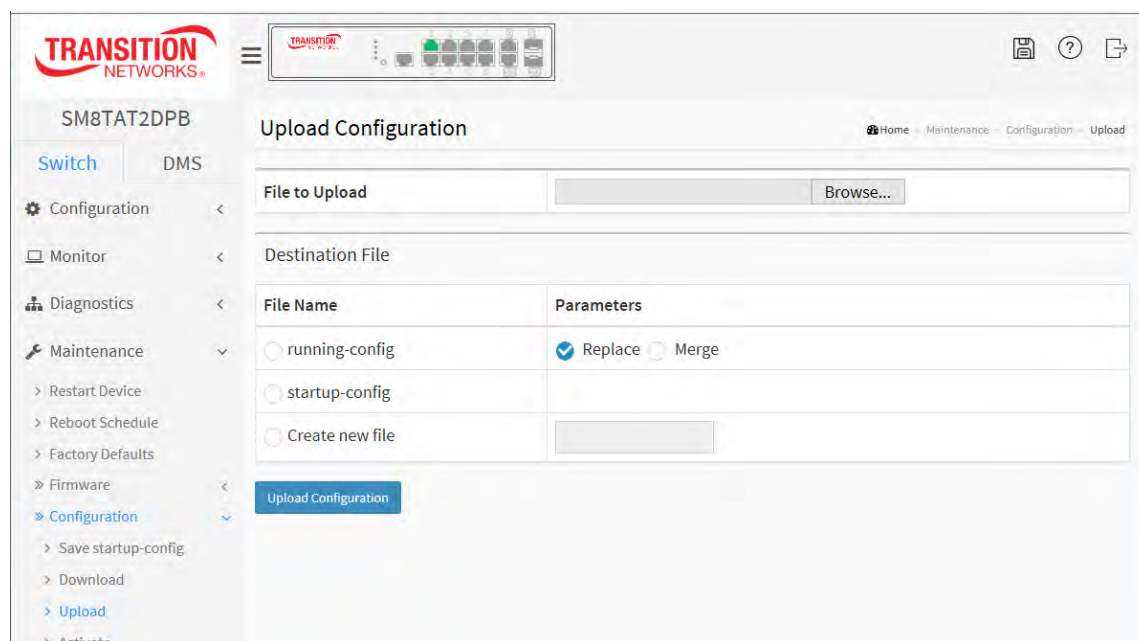 TRANSITION
NETWORKS®
TRANSITION
SM8TAT2DPB
Switch DMS
Configuration
Monitor
Diagnostics
Maintenance
> Restart Device
> Reboot Schedule
> Factory Defaults
» Firmware
» Configuration
> Save startup-config
> Download
> Upload
Upload Configuration
Home Maintenance Configuration Upload
File to Upload Browse...
Destination File
File Name Parameters
running-config Replace Merge
startup-config
Create new file
Upload Configuration